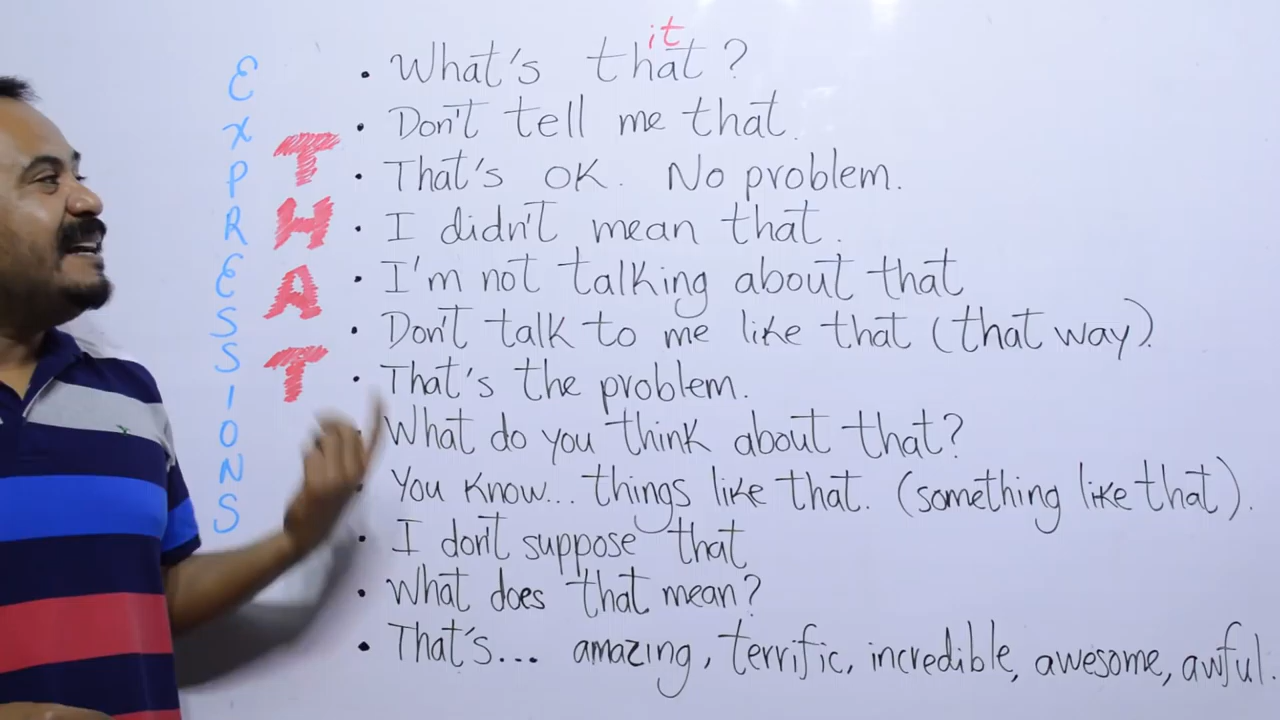 EXPRESSIONS
THAT
it
• What's that?
• Don't tell me that.
• That's OK. No problem.
• I didn't mean that.
• I'm not talking about that
• Don't talk to me like that (that way).
• That's the problem.
• What do you think about that?
• You know... things like that. (something like that).
• I don't suppose that
• What does that mean?
• That's... amazing, terrific, incredible, awesome, awful.